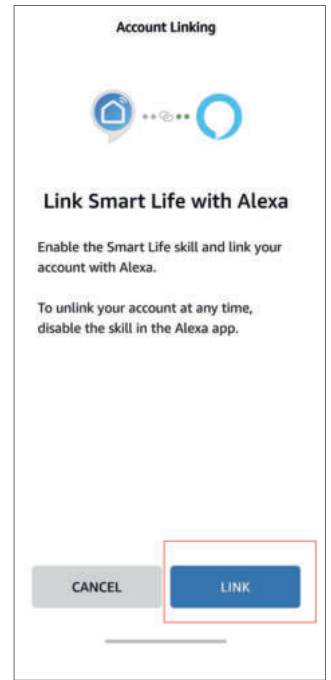 Account Linking
Link Smart Life with Alexa
Enable the Smart Life skill and link your
account with Alexa.
To unlink your account at any time,
disable the skill in the Alexa app.
CANCEL
LINK